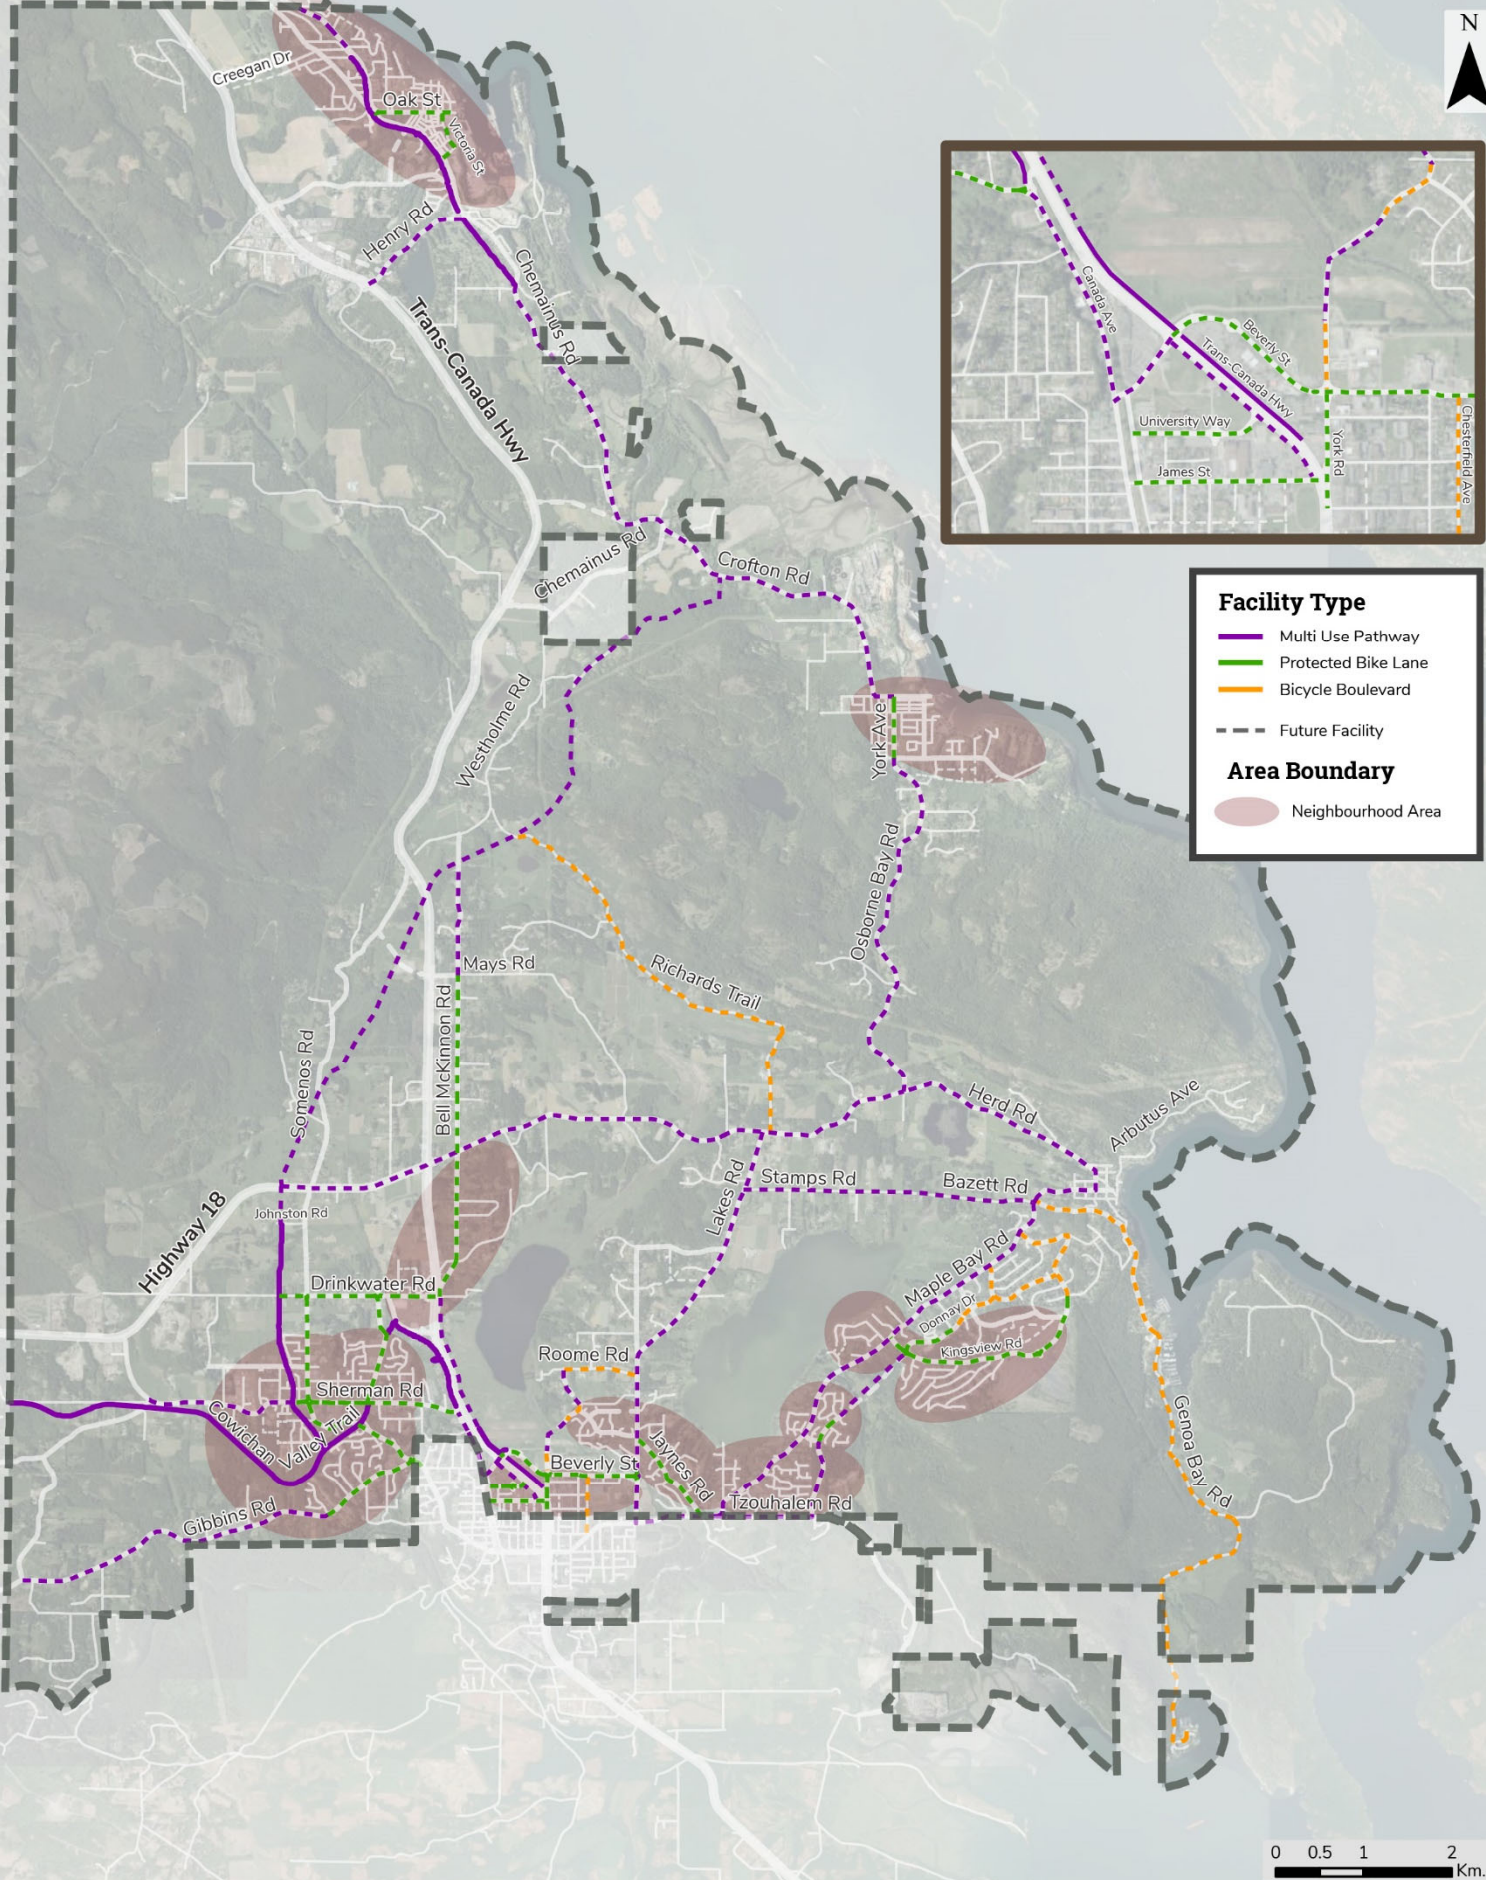 N
Creegan Dr
Oak St
Victoria St
Henry Rd
Chemainus Rd
Trans-Canada Hwy
Canada Ave
Beverly St
Trans-Canada Hwy
University Way
York Rd
James St
Chesterfield Ave
Chemainus Rd
Crofton Rd
Facility Type
Multi Use Pathway
Protected Bike Lane
Bicycle Boulevard
Future Facility
Area Boundary
Neighbourhood Area
Westholme Rd
York Ave
Osborne Bay Rd
Mays Rd
Richards Trail
Bell McKinnon Rd
Somenos Rd
Herd Rd
Arbutus Ave
Stamps Rd
Bazett Rd
Lakes Rd
Highway 18
Johnston Rd
Drinkwater Rd
Maple Bay Rd
Donnay Dr
Kingsview Rd
Roome Rd
Sherman Rd
Cowichan Valley Trail
Genoa Bay Rd
Jaynes Rd
Beverly St
Tzouhalem Rd
Gibbins Rd
0 0.5 1 2
Km.